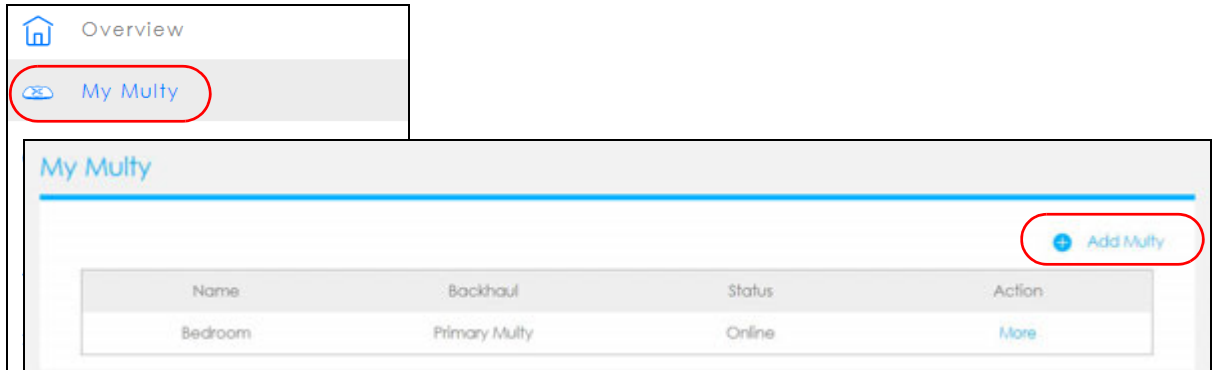 Overview
My Multy
My Multy
Add Multy
Name Backhaul Status Action
Bedroom Primary Multy Online More